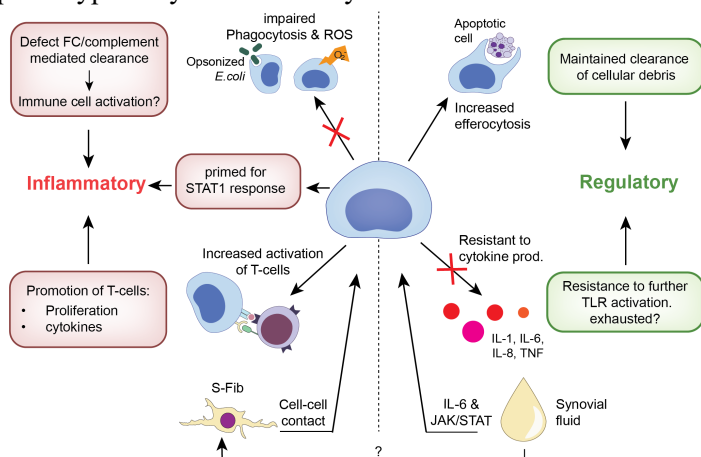 impaired
Phagocytosis & ROS
Opsonized
E.coli
O₂⁻
Apoptotic
cell
Increased
efferocytosis
Defect FC/complement
mediated clearance
Immune cell activation?
Maintained clearance
of cellular debris
Inflammatory
primed for
STAT1 response
Regulatory
Increased activation
of T-cells
Resistant to
cytokine prod.
Promotion of T-cells:
• Proliferation
• cytokines
IL-1, IL-6,
IL-8, TNF
Resistance to further
TLR activation.
exhausted?
S-Fib
Cell-cell
contact
IL-6 &
JAK/STAT
Synovial
fluid
?